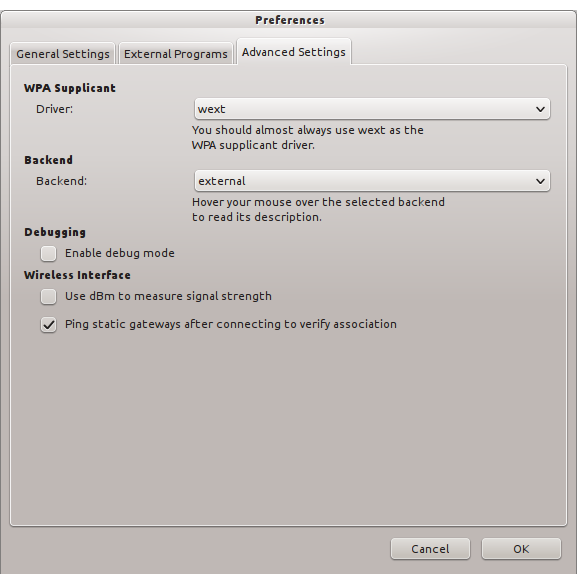 Preferences
General Settings
External Programs
Advanced Settings
WPA Supplicant
Driver:
wext
You should almost always use wext as the
WPA supplicant driver.
Backend
Backend:
external
Hover your mouse over the selected backend
to read its description.
Debugging
Enable debug mode
Wireless Interface
Use dBm to measure signal strength
Ping static gateways after connecting to verify association
Cancel
OK